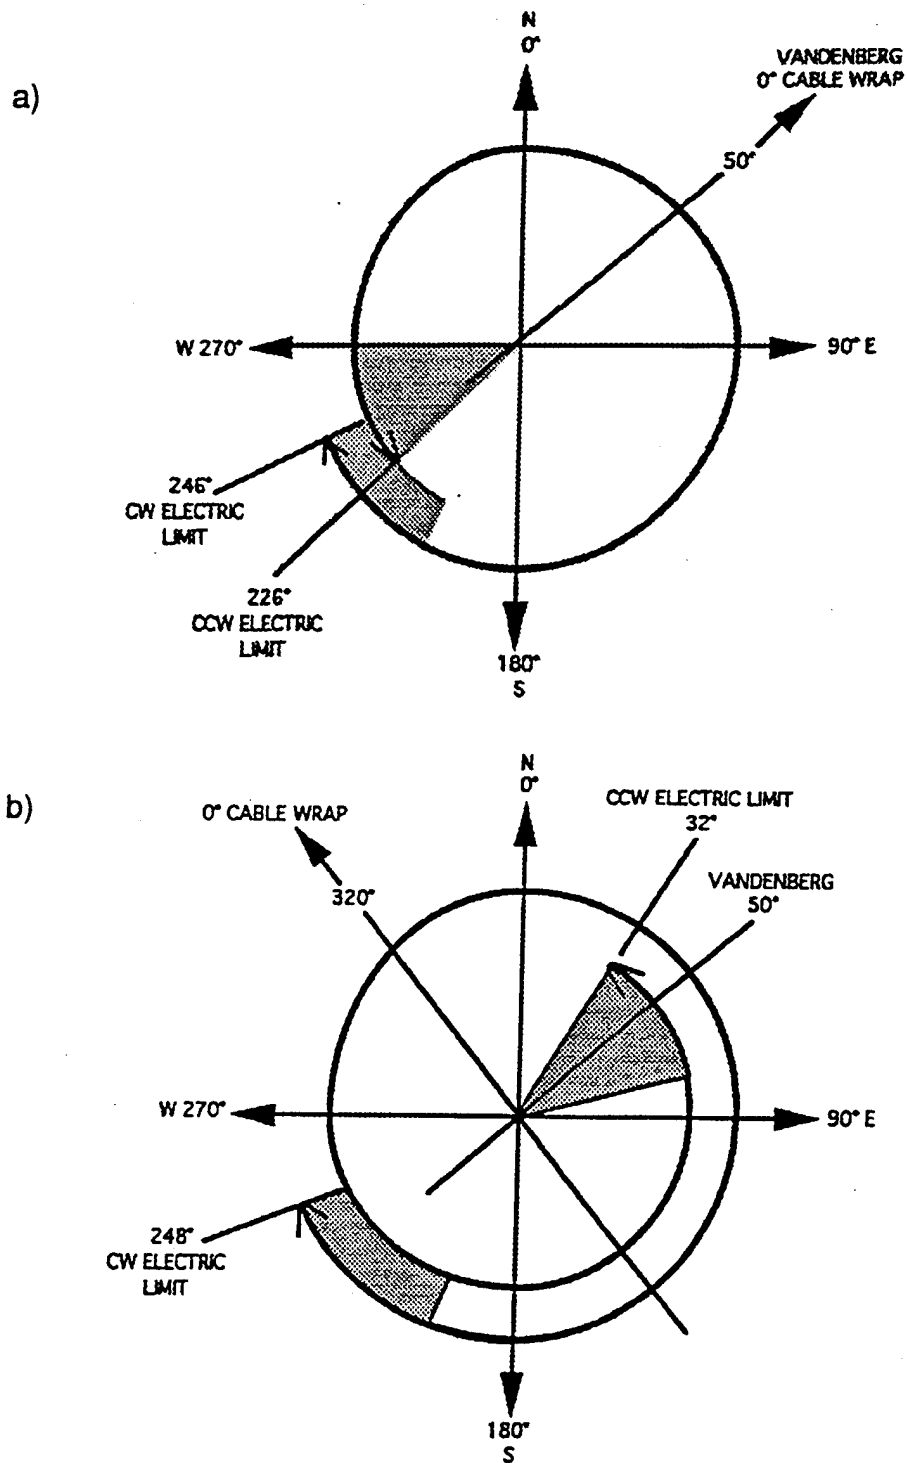 a)
N
0°
VANDENBERG
0° CABLE WRAP
50°
W 270°
90° E
246°
CW ELECTRIC
LIMIT
226°
CCW ELECTRIC
LIMIT
180°
S
b)
N
0°
0° CABLE WRAP
320°
CCW ELECTRIC LIMIT
32°
VANDENBERG
50°
W 270°
90° E
248°
CW ELECTRIC
LIMIT
180°
S